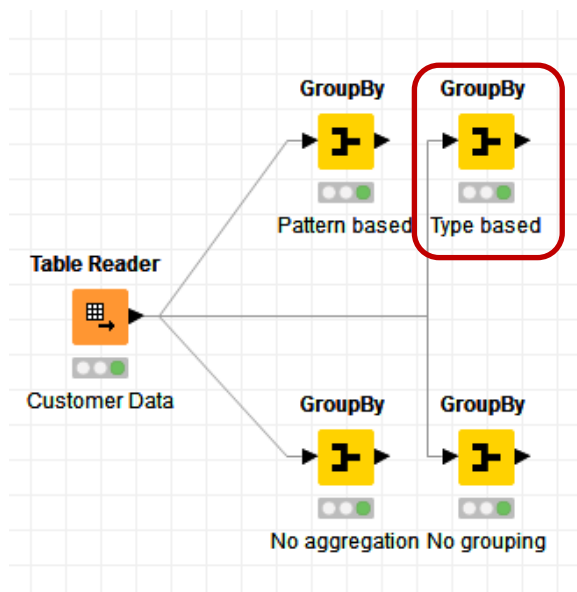 GroupBy
GroupBy
Pattern based
Type based
Table Reader
Customer Data
GroupBy
GroupBy
No aggregation
No grouping